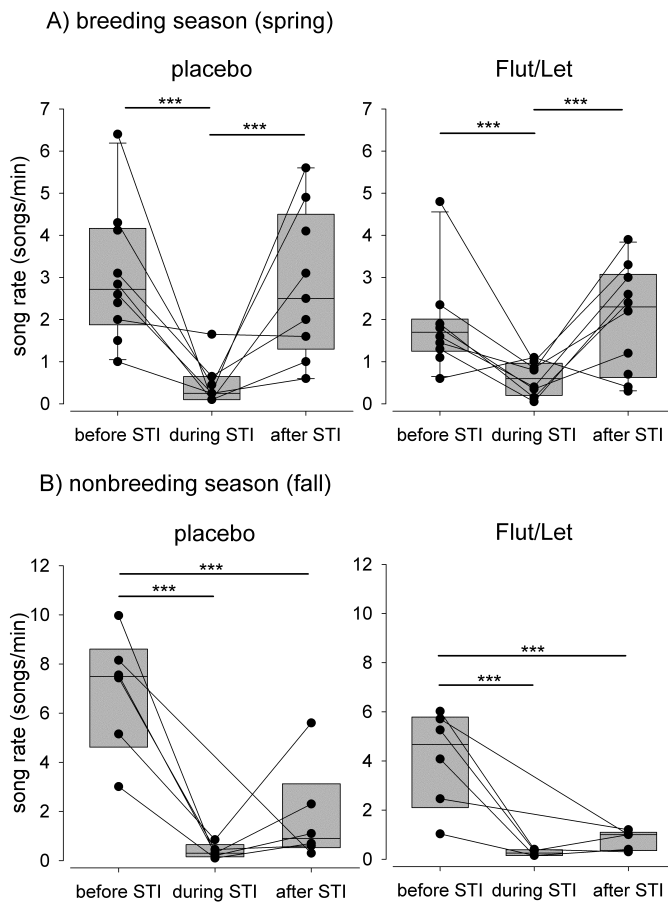 A) breeding season (spring)
placebo
Flut/Let
*** ***
*** ***
7 7
6 6
5 5
4 4
3 3
2 2
1 1
0 0
song rate (songs/min)
before STI during STI after STI
before STI during STI after STI
B) nonbreeding season (fall)
placebo
Flut/Let
***
***
***
***
12 12
10 10
8 8
6 6
4 4
2 2
0 0
song rate (songs/min)
before STI during STI after STI
before STI during STI after STI